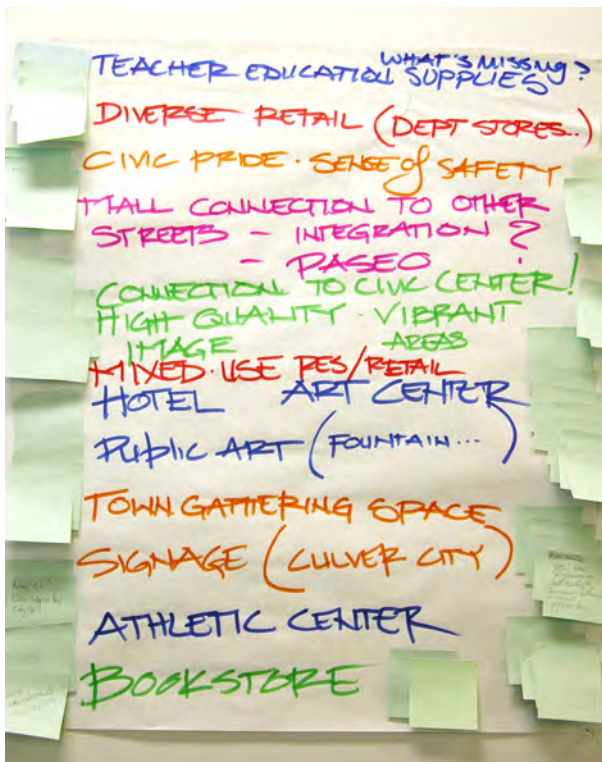 WHAT'S MISSING?
TEACHER EDUCATION SUPPLIES
DIVERSE RETAIL (DEPT STORES..)
CIVIC PRIDE · SENSE of SAFETY
MALL CONNECTION TO OTHER
STREETS - INTEGRATION ?
- PASEO
CONNECTION TO CIVIC CENTER!
HIGH QUALITY · VIBRANT
IMAGE AREAS
MIXED·USE RES/RETAIL
HOTEL ART CENTER
PUBLIC ART (FOUNTAIN...)
TOWN GATHERING SPACE
SIGNAGE (CULVER CITY)
ATHLETIC CENTER
BOOKSTORE